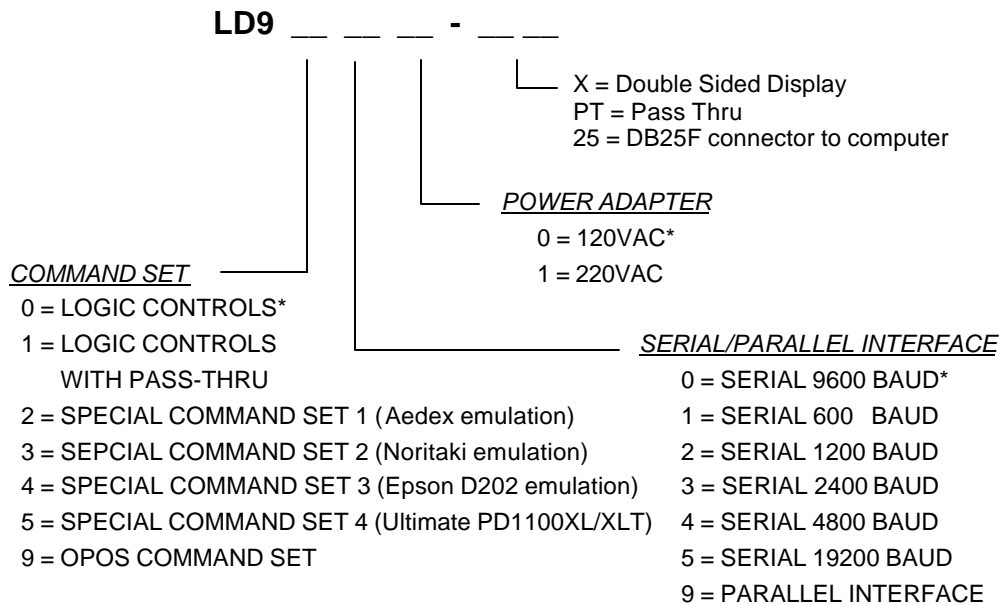 LD9 __ __ __ - __ __
X = Double Sided Display
PT = Pass Thru
25 = DB25F connector to computer
POWER ADAPTER
0 = 120VAC*
1 = 220VAC
COMMAND SET
0 = LOGIC CONTROLS*
1 = LOGIC CONTROLS
WITH PASS-THRU
2 = SPECIAL COMMAND SET 1 (Aedex emulation)
3 = SEPCIAL COMMAND SET 2 (Noritaki emulation)
4 = SPECIAL COMMAND SET 3 (Epson D202 emulation)
5 = SPECIAL COMMAND SET 4 (Ultimate PD1100XL/XLT)
9 = OPOS COMMAND SET
SERIAL/PARALLEL INTERFACE
0 = SERIAL 9600 BAUD*
1 = SERIAL 600 BAUD
2 = SERIAL 1200 BAUD
3 = SERIAL 2400 BAUD
4 = SERIAL 4800 BAUD
5 = SERIAL 19200 BAUD
9 = PARALLEL INTERFACE